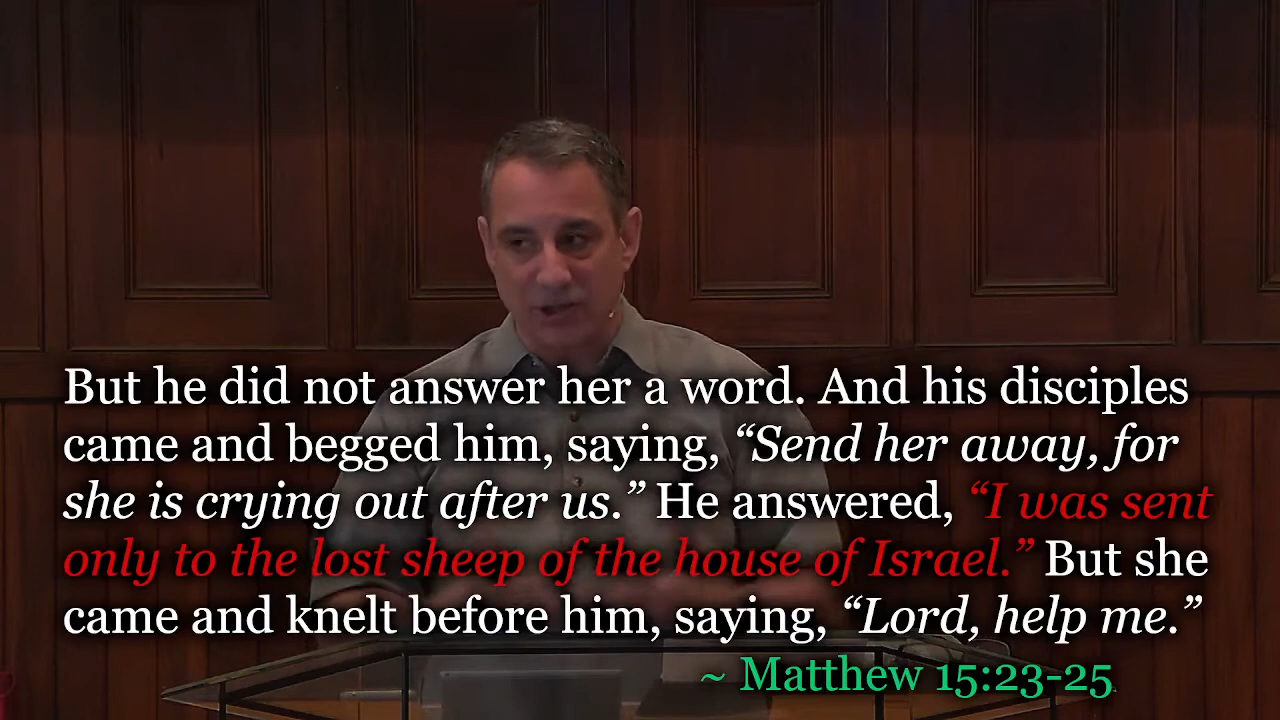 But he did not answer her a word. And his disciples
came and begged him, saying, “Send her away, for
she is crying out after us.” He answered, “I was sent
only to the lost sheep of the house of Israel.” But she
came and knelt before him, saying, “Lord, help me.”
~ Matthew 15:23-25